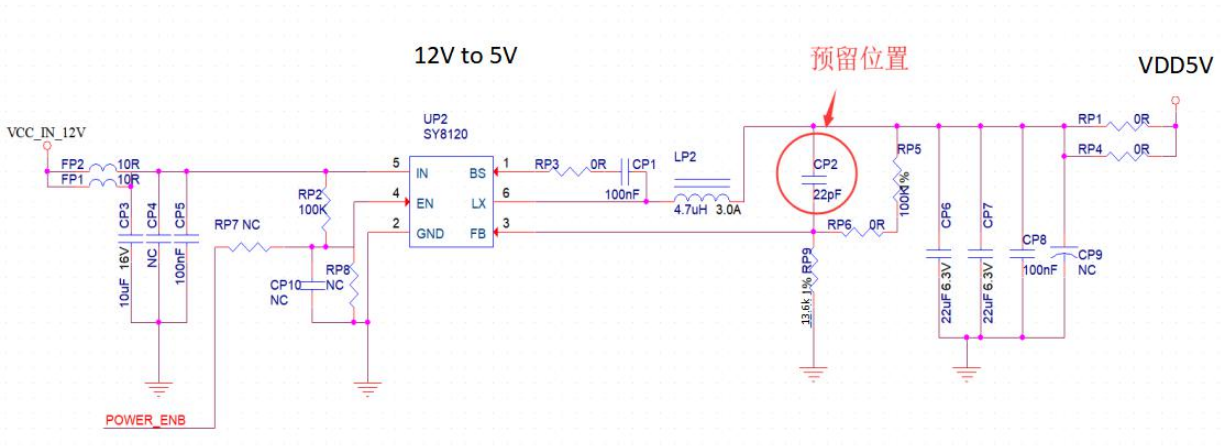 12V to 5V
预留位置
VDD5V
VCC_IN_12V
UP2
SY8120
FP2
10R
FP1
10R
CP3
10uF 16V
CP4
NC
CP5
100nF
RP2
100K
RP7 NC
CP10
NC
RP8
NC
5
IN
4
EN
2
GND
BS
1
LX
6
FB
3
RP3
0R
CP1
100nF
LP2
4.7uH 3.0A
CP2
22pF
RP5
100K 1%
RP6
0R
RP9
13.6k 1%
CP6
22uF 6.3V
CP7
22uF 6.3V
CP8
100nF
CP9
NC
RP1
0R
RP4
0R
POWER_ENB